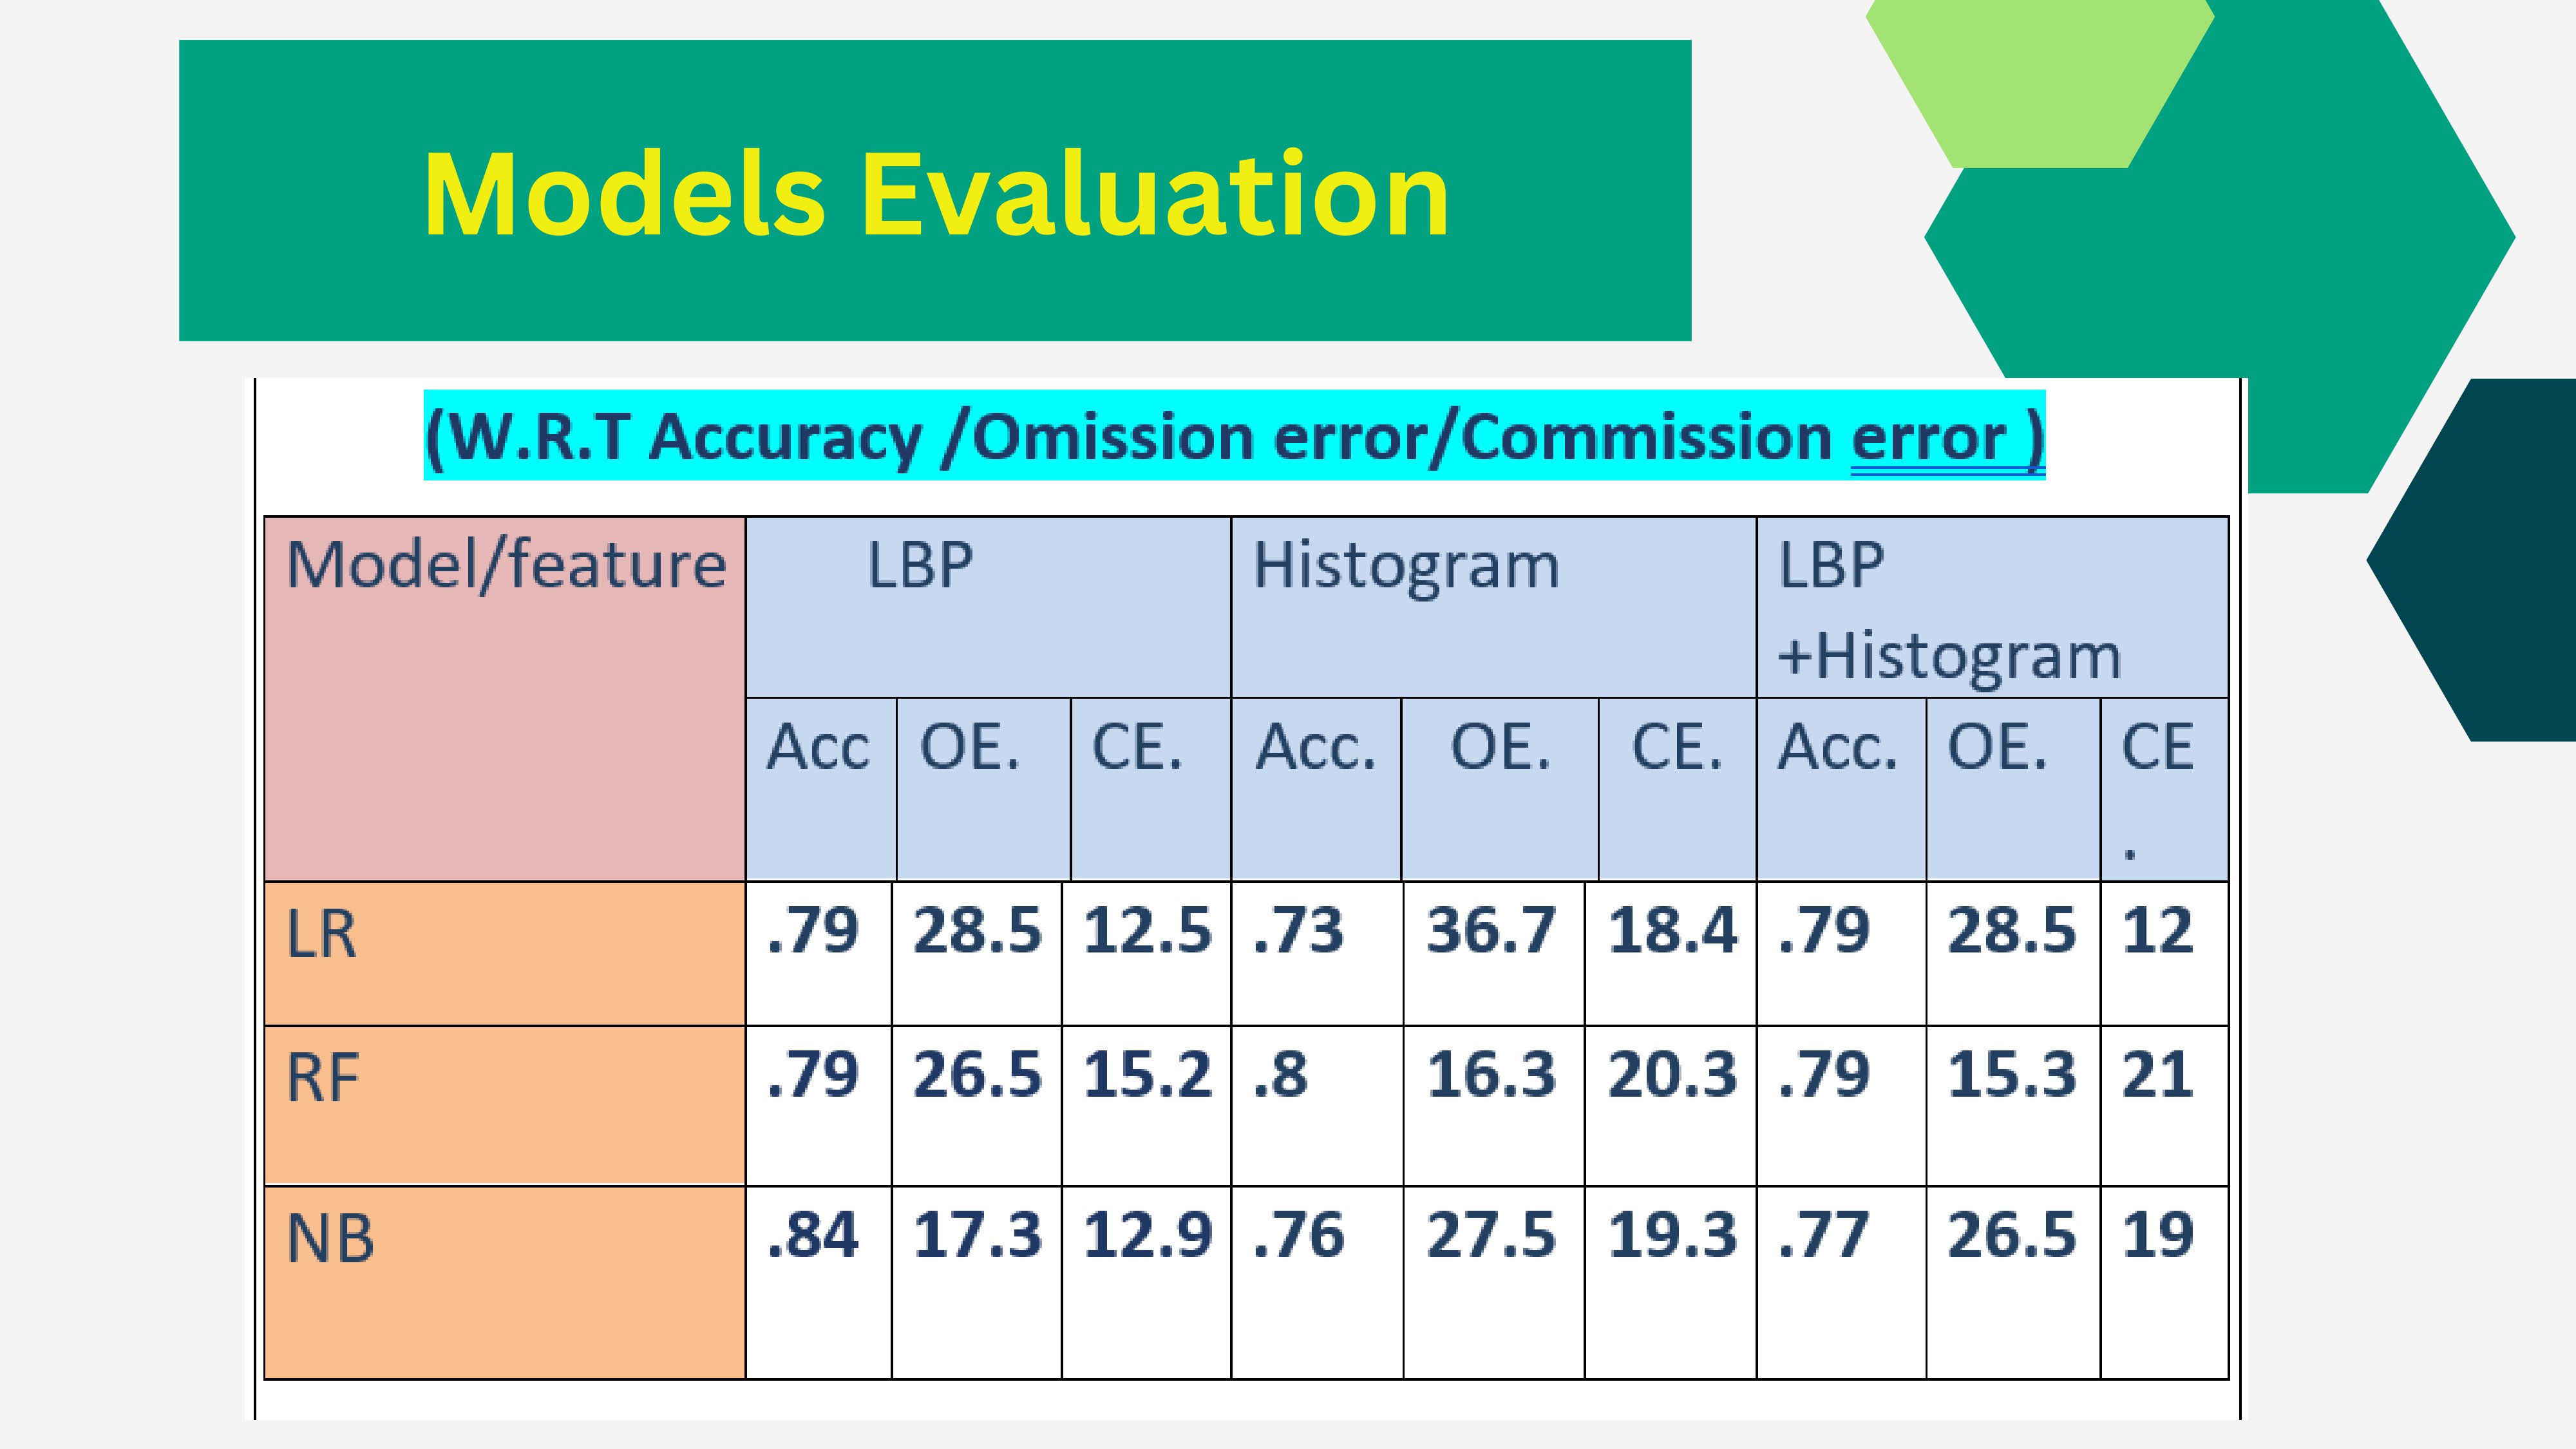 Models Evaluation
(W.R.T Accuracy /Omission error/Commission error )
Model/feature LBP Histogram LBP
+Histogram
Acc OE. CE. Acc. OE. CE. Acc. OE. CE
.
LR .79 28.5 12.5 .73 36.7 18.4 .79 28.5 12
RF .79 26.5 15.2 .8 16.3 20.3 .79 15.3 21
NB .84 17.3 12.9 .76 27.5 19.3 .77 26.5 19